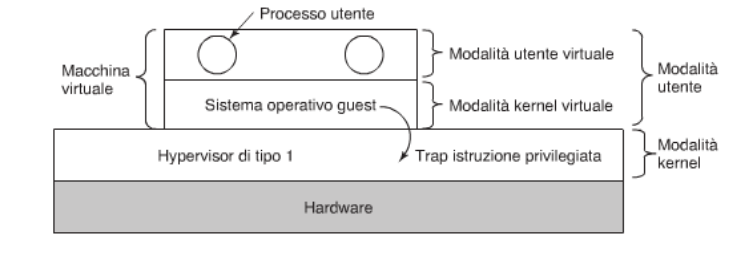 Processo utente
Macchina
virtuale
Modalità utente virtuale
Modalità
utente
Sistema operativo guest
Modalità kernel virtuale
Hypervisor di tipo 1
Trap istruzione privilegiata
Modalità
kernel
Hardware